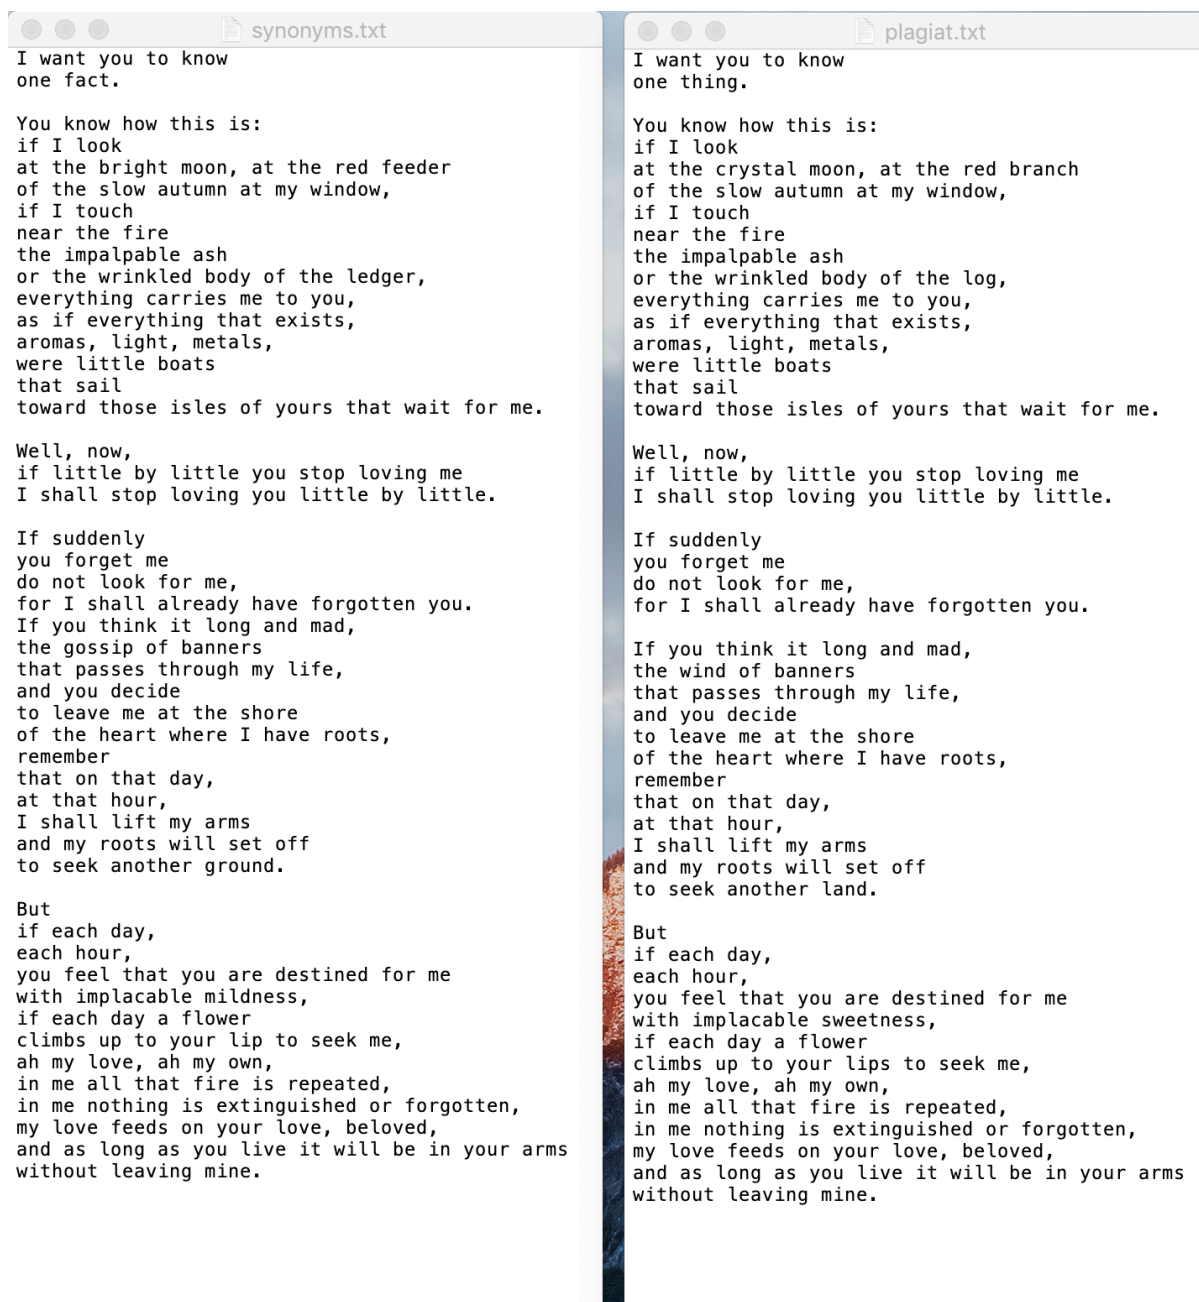 synonyms.txt
I want you to know
one fact.
You know how this is:
if I look
at the bright moon, at the red feeder
of the slow autumn at my window,
if I touch
near the fire
the impalpable ash
or the wrinkled body of the ledger,
everything carries me to you,
as if everything that exists,
aromas, light, metals,
were little boats
that sail
toward those isles of yours that wait for me.
Well, now,
if little by little you stop loving me
I shall stop loving you little by little.
If suddenly
you forget me
do not look for me,
for I shall already have forgotten you.
If you think it long and mad,
the gossip of banners
that passes through my life,
and you decide
to leave me at the shore
of the heart where I have roots,
remember
that on that day,
at that hour,
I shall lift my arms
and my roots will set off
to seek another ground.
But
if each day,
each hour,
you feel that you are destined for me
with implacable mildness,
if each day a flower
climbs up to your lip to seek me,
ah my love, ah my own,
in me all that fire is repeated,
in me nothing is extinguished or forgotten,
my love feeds on your love, beloved,
and as long as you live it will be in your arms
without leaving mine.
plagiat.txt
I want you to know
one thing.
You know how this is:
if I look
at the crystal moon, at the red branch
of the slow autumn at my window,
if I touch
near the fire
the impalpable ash
or the wrinkled body of the log,
everything carries me to you,
as if everything that exists,
aromas, light, metals,
were little boats
that sail
toward those isles of yours that wait for me.
Well, now,
if little by little you stop loving me
I shall stop loving you little by little.
If suddenly
you forget me
do not look for me,
for I shall already have forgotten you.
If you think it long and mad,
the wind of banners
that passes through my life,
and you decide
to leave me at the shore
of the heart where I have roots,
remember
that on that day,
at that hour,
I shall lift my arms
and my roots will set off
to seek another land.
But
if each day,
each hour,
you feel that you are destined for me
with implacable sweetness,
if each day a flower
climbs up to your lips to seek me,
ah my love, ah my own,
in me all that fire is repeated,
in me nothing is extinguished or forgotten,
my love feeds on your love, beloved,
and as long as you live it will be in your arms
without leaving mine.